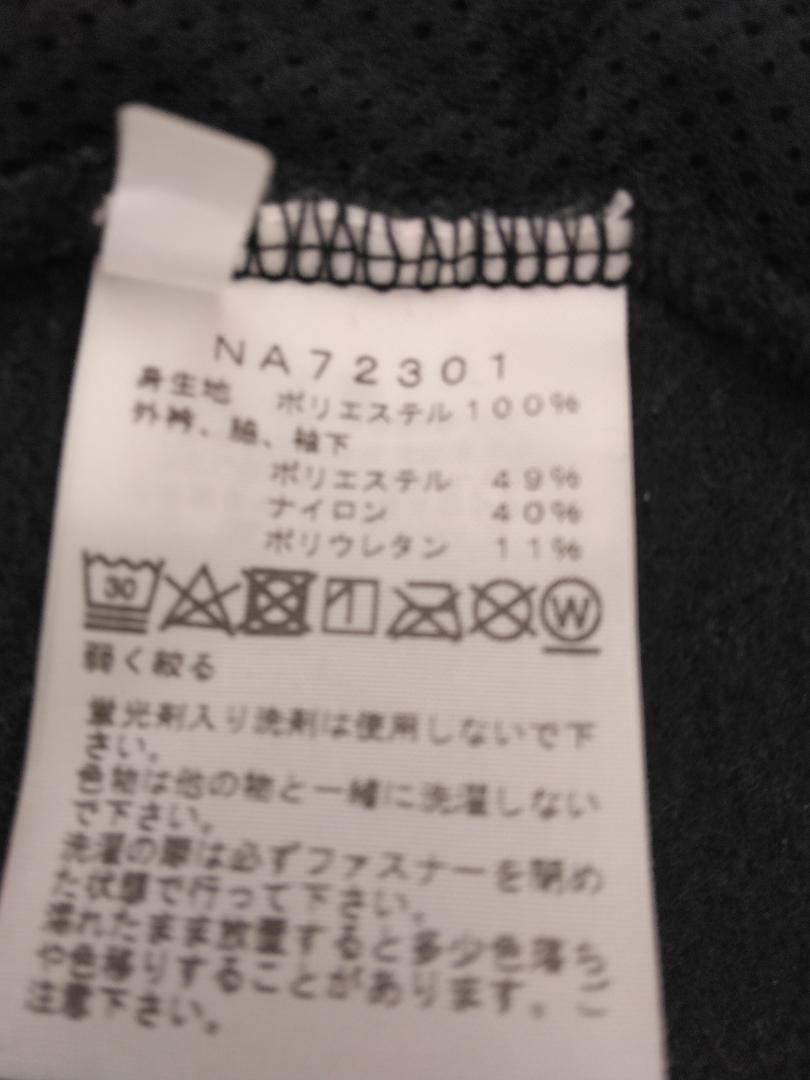 NA72301
身生地 ポリエステル 100%
外衿、脇、袖下
ポリエステル 49%
ナイロン 40%
ポリウレタン 11%
30 W
弱く絞る
蛍光剤入り洗剤は使用しないで下
さい。
色物は他の物と一緒に洗濯しない
で下さい。
洗濯の際は必ずファスナーを閉め
た状態で行って下さい。
濡れたまま放置すると多少色落ち
や色移りすることがあります。ご
注意下さい。